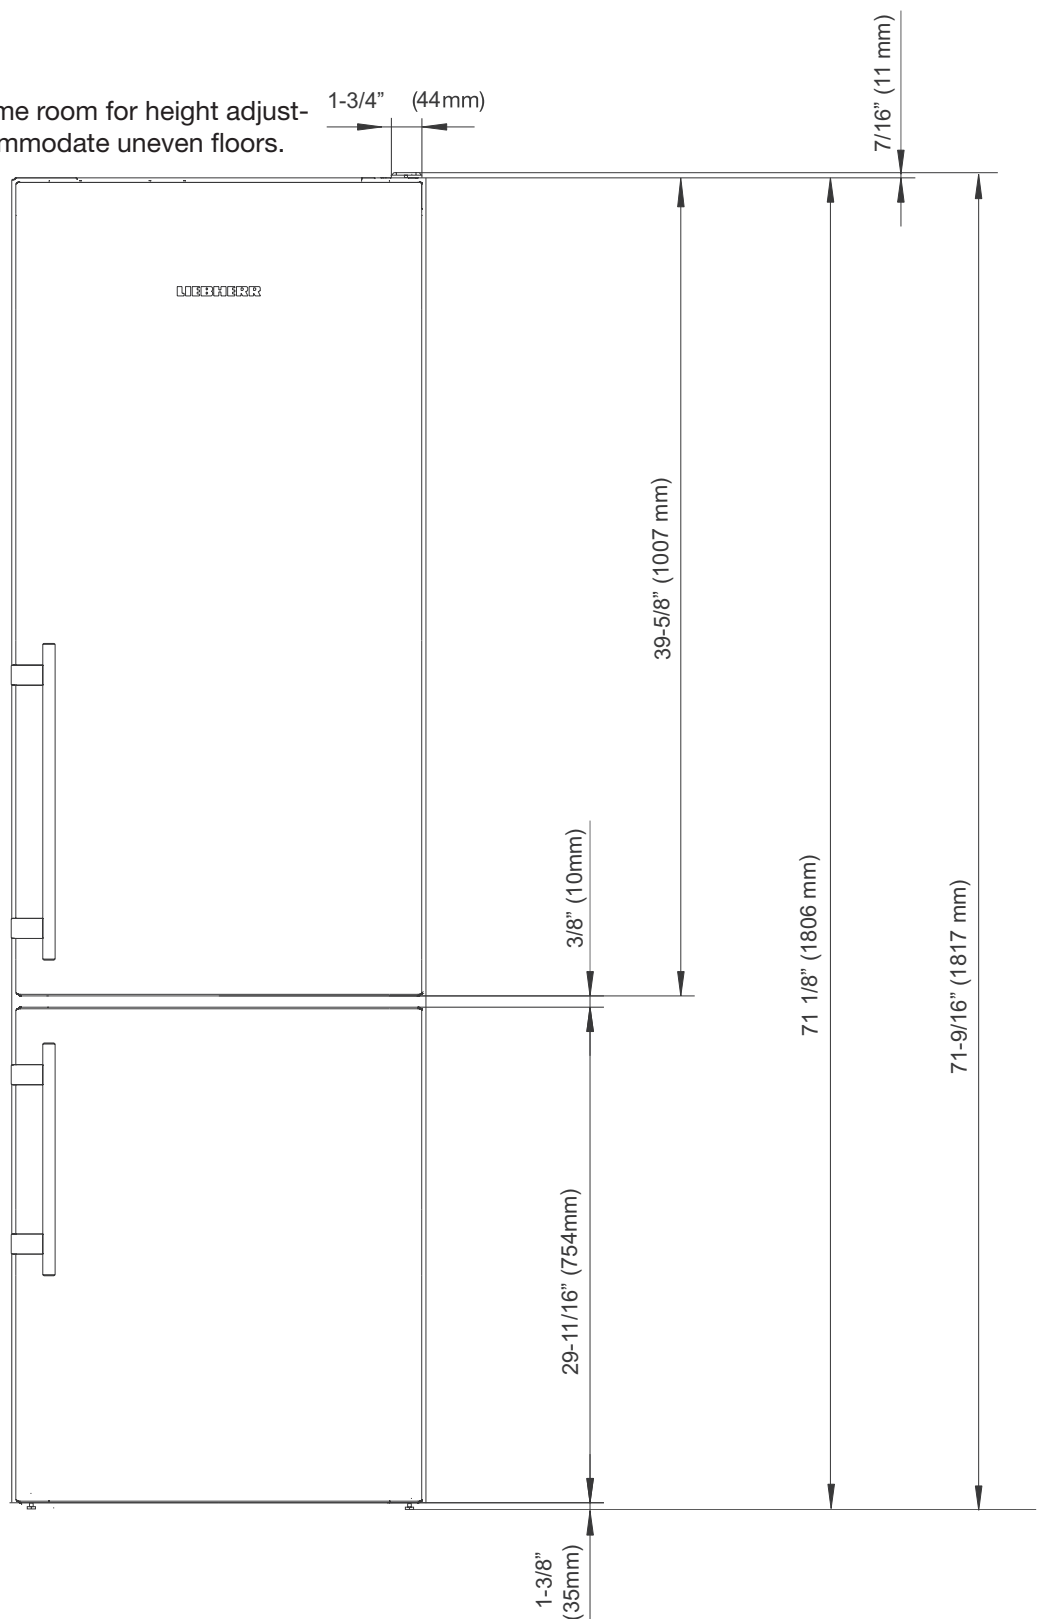 me room for height adjust-
mmodate uneven floors.
1-3/4” (44mm)
7/16” (11 mm)
LIEBHERR
39-5/8” (1007 mm)
3/8” (10mm)
71 1/8” (1806 mm)
71-9/16” (1817 mm)
29-11/16” (754mm)
1-3/8”
(35mm)